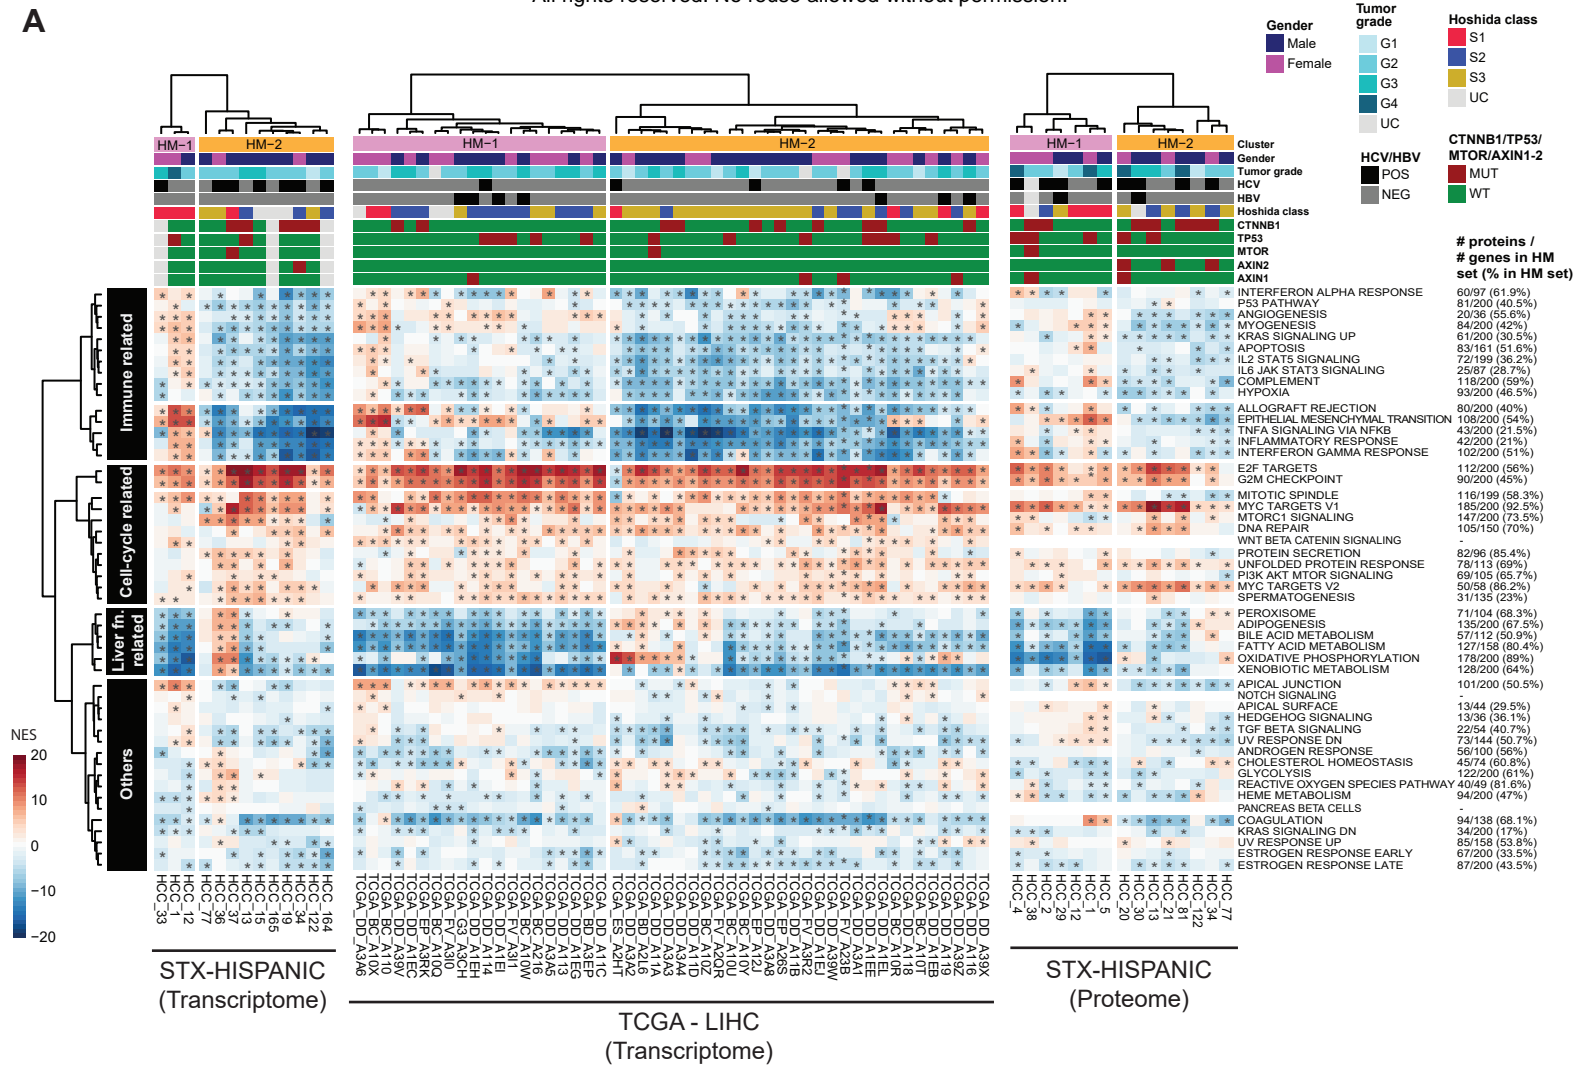 All rights reserved. No reuse allowed without permission.
A
Gender
Male
Female
Tumor
grade
G1
G2
G3
G4
UC
Hoshida class
S1
S2
S3
UC
HCV/HBV
POS
NEG
CTNNB1/TP53/
MTOR/AXIN1-2
MUT
WT
HM−1
HM−2
HM−1
HM−2
HM−1
HM−2
Cluster
Gender
Tumor grade
HCV
HBV
Hoshida class
CTNNB1
TP53
MTOR
AXIN2
AXIN1
# proteins /
# genes in HM
set (% in HM set)
Immune related
Cell-cycle related
Liver fn.
related
Others
INTERFERON ALPHA RESPONSE 60/97 (61.9%)
P53 PATHWAY 81/200 (40.5%)
ANGIOGENESIS 20/36 (55.6%)
MYOGENESIS 84/200 (42%)
KRAS SIGNALING UP 61/200 (30.5%)
APOPTOSIS 83/161 (51.6%)
IL2 STAT5 SIGNALING 72/199 (36.2%)
IL6 JAK STAT3 SIGNALING 25/87 (28.7%)
COMPLEMENT 118/200 (59%)
HYPOXIA 93/200 (46.5%)
ALLOGRAFT REJECTION 80/200 (40%)
EPITHELIAL MESENCHYMAL TRANSITION 108/200 (54%)
TNFA SIGNALING VIA NFKB 43/200 (21.5%)
INFLAMMATORY RESPONSE 42/200 (21%)
INTERFERON GAMMA RESPONSE 102/200 (51%)
E2F TARGETS 112/200 (56%)
G2M CHECKPOINT 90/200 (45%)
MITOTIC SPINDLE 116/199 (58.3%)
MYC TARGETS V1 185/200 (92.5%)
MTORC1 SIGNALING 147/200 (73.5%)
DNA REPAIR 105/150 (70%)
WNT BETA CATENIN SIGNALING -
PROTEIN SECRETION 82/96 (85.4%)
UNFOLDED PROTEIN RESPONSE 78/113 (69%)
PI3K AKT MTOR SIGNALING 69/105 (65.7%)
MYC TARGETS V2 50/58 (86.2%)
SPERMATOGENESIS 31/135 (23%)
PEROXISOME 71/104 (68.3%)
ADIPOGENESIS 135/200 (67.5%)
BILE ACID METABOLISM 57/112 (50.9%)
FATTY ACID METABOLISM 127/158 (80.4%)
OXIDATIVE PHOSPHORYLATION 178/200 (89%)
XENOBIOTIC METABOLISM 128/200 (64%)
APICAL JUNCTION 101/200 (50.5%)
NOTCH SIGNALING -
APICAL SURFACE 13/44 (29.5%)
HEDGEHOG SIGNALING 13/36 (36.1%)
TGF BETA SIGNALING 22/54 (40.7%)
UV RESPONSE DN 73/144 (50.7%)
ANDROGEN RESPONSE 56/100 (56%)
CHOLESTEROL HOMEOSTASIS 45/74 (60.8%)
GLYCOLYSIS 122/200 (61%)
REACTIVE OXYGEN SPECIES PATHWAY 40/49 (81.6%)
HEME METABOLISM 94/200 (47%)
PANCREAS BETA CELLS -
COAGULATION 94/138 (68.1%)
KRAS SIGNALING DN 34/200 (17%)
UV RESPONSE UP 85/158 (53.8%)
ESTROGEN RESPONSE EARLY 67/200 (33.5%)
ESTROGEN RESPONSE LATE 87/200 (43.5%)
NES
20
10
0
−10
−20
HCC_33
HCC_1
HCC_12
HCC_77
HCC_36
HCC_37
HCC_13
HCC_15
HCC_165
HCC_19
HCC_34
HCC_122
HCC_164
TCGA_DD_A3A6
TCGA_BC_A10X
TCGA_BC_A110
TCGA_DD_A39V
TCGA_DD_A1EC
TCGA_EP_A3RK
TCGA_BC_A10Q
TCGA_FV_A3I0
TCGA_G3_A3CH
TCGA_DD_A1EH
TCGA_DD_A114
TCGA_DD_A1EI
TCGA_FV_A3I1
TCGA_BC_A10W
TCGA_BC_A216
TCGA_DD_A3A5
TCGA_DD_A113
TCGA_DD_A1EG
TCGA_BD_A3EP
TCGA_DD_A11C
TCGA_ES_A2HT
TCGA_DD_A3A2
TCGA_BD_A2L6
TCGA_DD_A11A
TCGA_DD_A3A3
TCGA_DD_A3A4
TCGA_DD_A11D
TCGA_BC_A10Z
TCGA_FV_A2QR
TCGA_BC_A10U
TCGA_BC_A10Y
TCGA_EP_A12J
TCGA_DD_A3A8
TCGA_EP_A26S
TCGA_DD_A11B
TCGA_FV_A3R2
TCGA_DD_A1EJ
TCGA_DD_A39W
TCGA_FV_A23B
TCGA_DD_A3A1
TCGA_DD_A1EE
TCGA_DD_A1EL
TCGA_BC_A10R
TCGA_DD_A118
TCGA_BC_A10T
TCGA_DD_A1EB
TCGA_DD_A119
TCGA_DD_A39Z
TCGA_DD_A116
TCGA_DD_A39X
HCC_4
HCC_38
HCC_2
HCC_29
HCC_12
HCC_1
HCC_5
HCC_20
HCC_30
HCC_13
HCC_21
HCC_81
HCC_122
HCC_34
HCC_77
STX-HISPANIC
(Transcriptome)
TCGA - LIHC
(Transcriptome)
STX-HISPANIC
(Proteome)